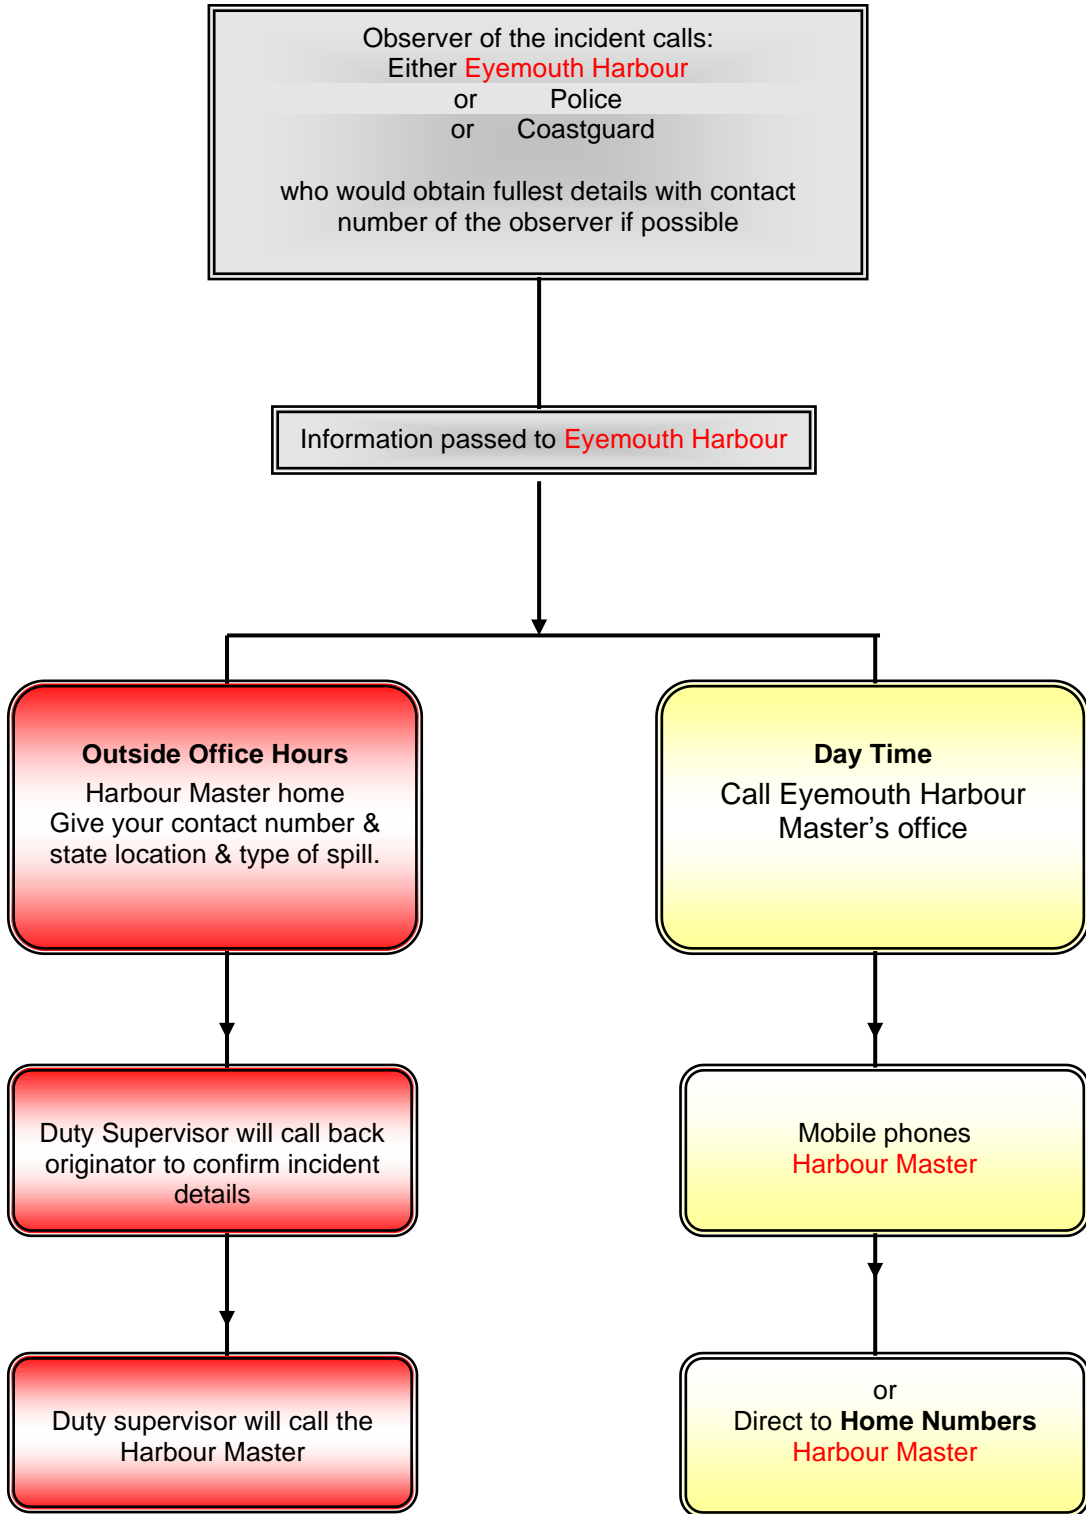 Observer of the incident calls:
Either Eyemouth Harbour
or Police
or Coastguard
who would obtain fullest details with contact
number of the observer if possible
Information passed to Eyemouth Harbour
Outside Office Hours
Harbour Master home
Give your contact number &
state location & type of spill.
Day Time
Call Eyemouth Harbour
Master's office
Duty Supervisor will call back
originator to confirm incident
details
Mobile phones
Harbour Master
Duty supervisor will call the
Harbour Master
or
Direct to Home Numbers
Harbour Master